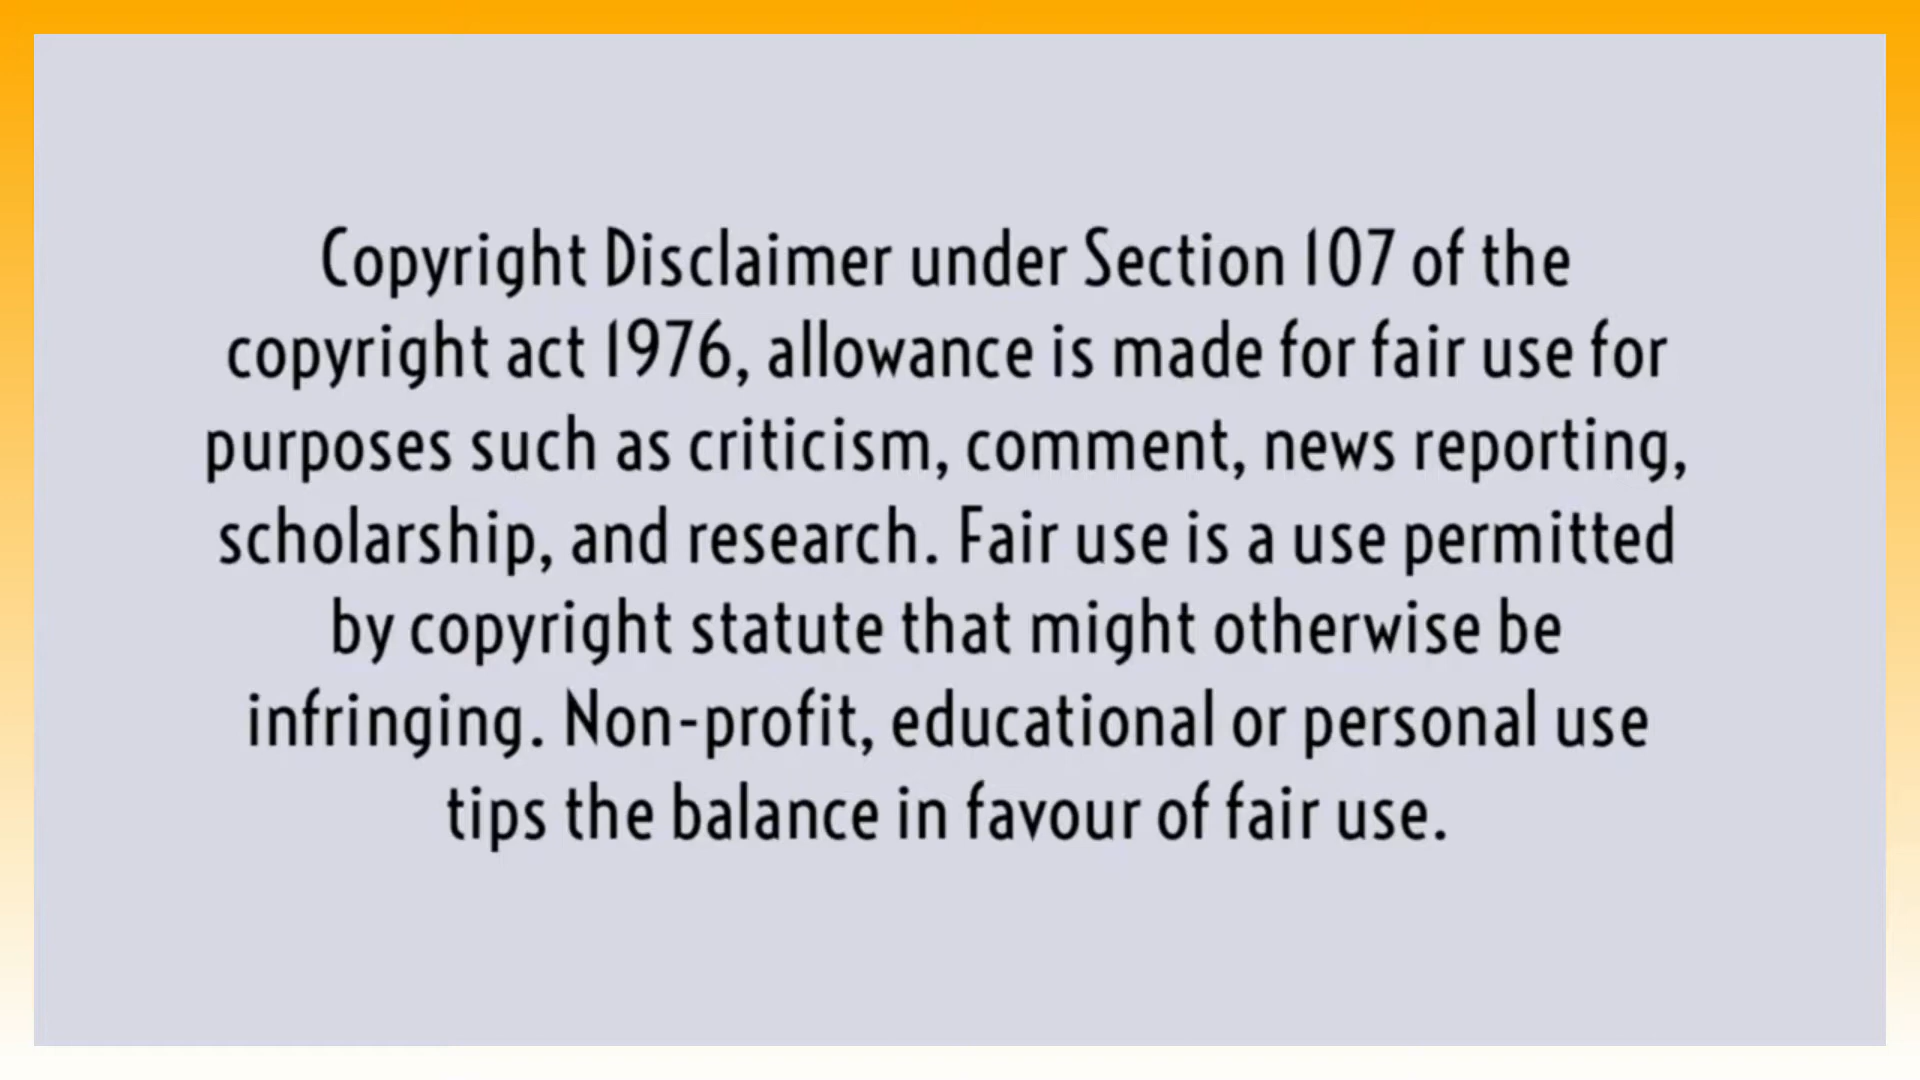 Copyright Disclaimer under Section 107 of the
copyright act 1976, allowance is made for fair use for
purposes such as criticism, comment, news reporting,
scholarship, and research. Fair use is a use permitted
by copyright statute that might otherwise be
infringing. Non-profit, educational or personal use
tips the balance in favour of fair use.